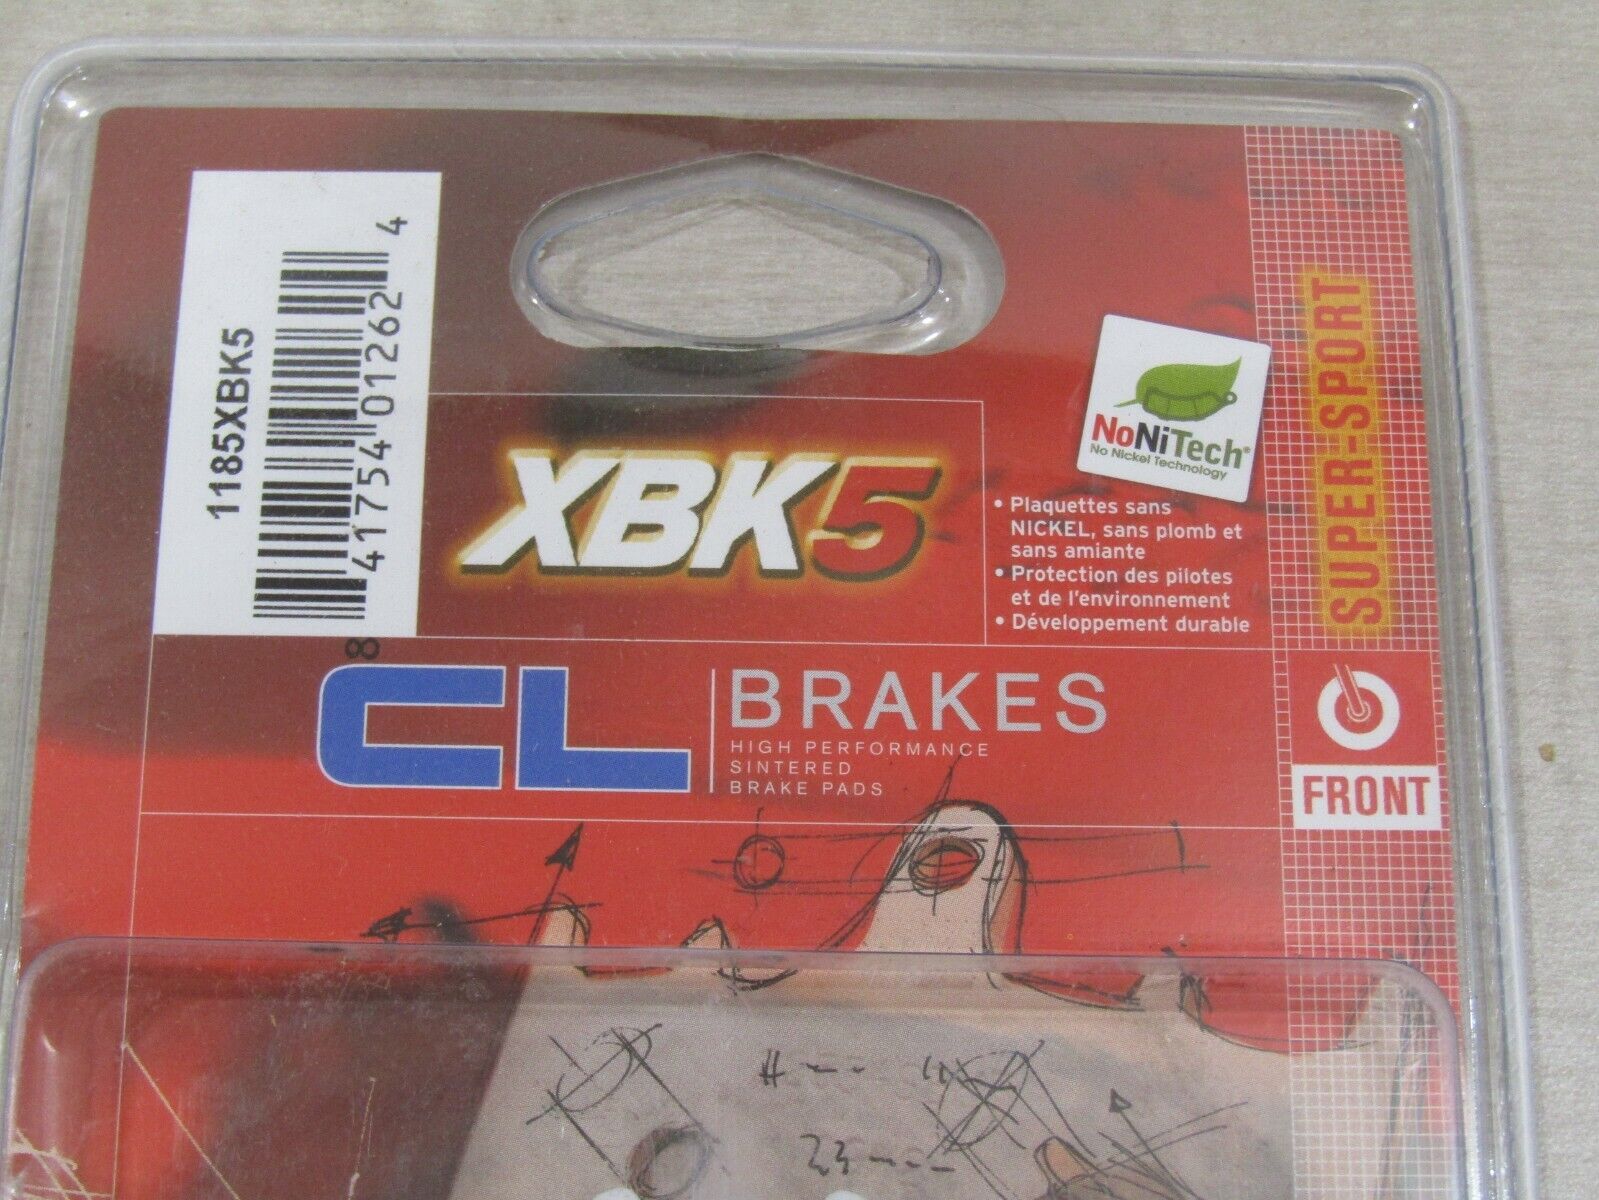 1185XBK5
8 41754 01262 4
XBK5
NoNiTech®
No Nickel Technology
• Plaquettes sans
NICKEL, sans plomb et
sans amiante
• Protection des pilotes
et de l'environnement
• Développement durable
SUPER-SPORT
FRONT
CL
BRAKES
HIGH PERFORMANCE
SINTERED
BRAKE PADS